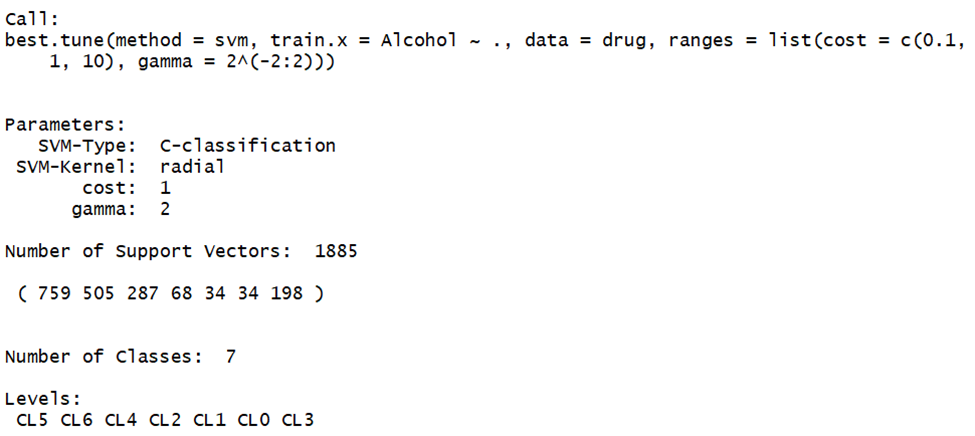 Call:
best.tune(method = svm, train.x = Alcohol ~ ., data = drug, ranges = list(cost = c(0.1,
    1, 10), gamma = 2^(-2:2)))
Parameters:
   SVM-Type:  C-classification
 SVM-Kernel:  radial
       cost:  1
      gamma:  2
Number of Support Vectors:  1885
 ( 759 505 287 68 34 34 198 )
Number of Classes:  7
Levels:
 CL5 CL6 CL4 CL2 CL1 CL0 CL3